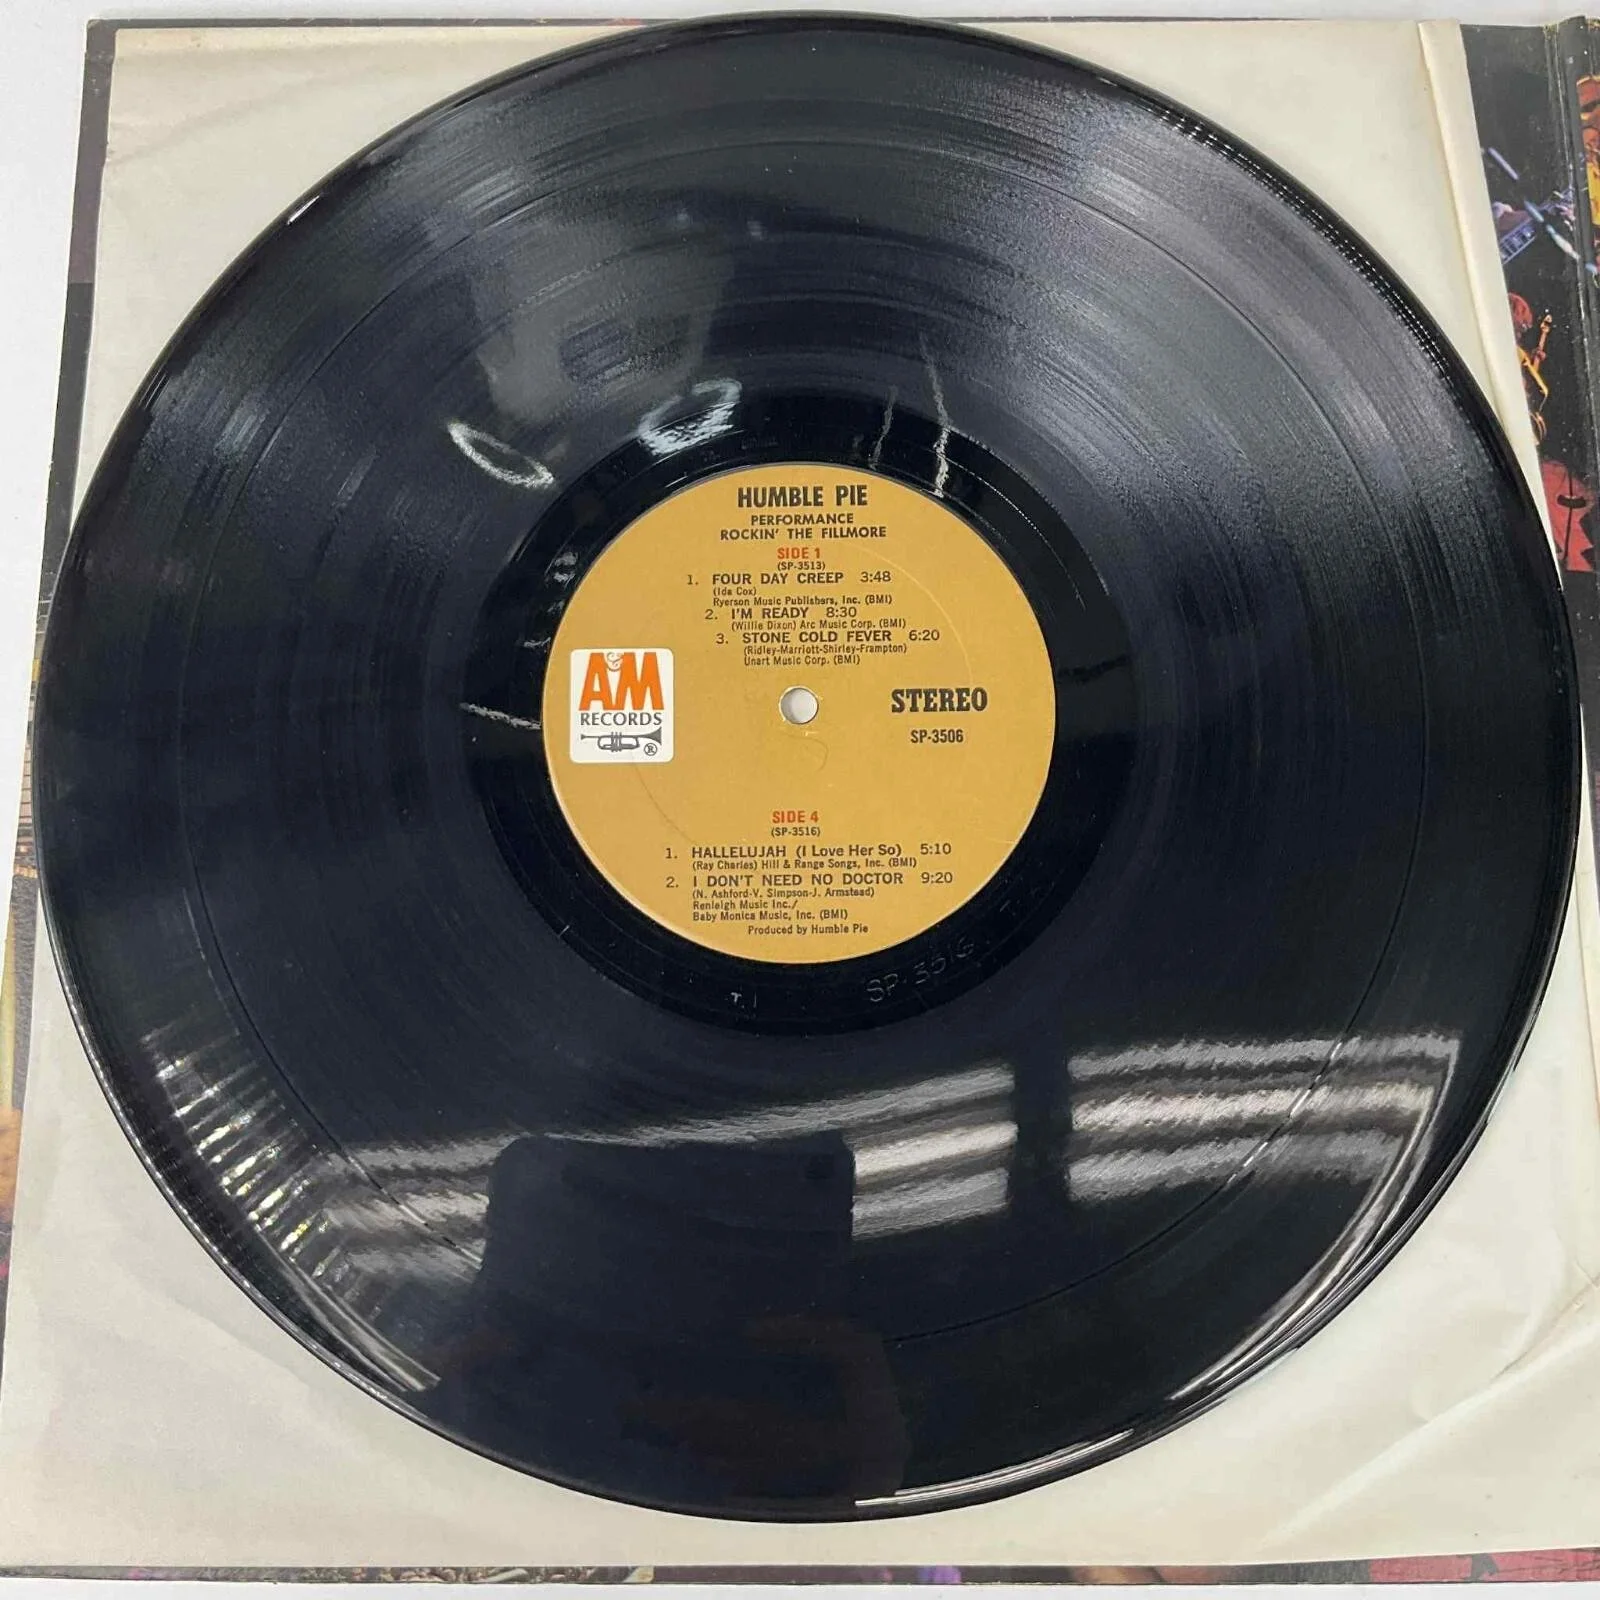 HUMBLE PIE
PERFORMANCE
ROCKIN' THE FILLMORE
SIDE 1
(SP-3513)
1. FOUR DAY CREEP 3:48
(Ida Cox)
Ryerson Music Publishers, Inc. (BMI)
2. I'M READY 8:30
(Willie Dixon) Arc Music Corp. (BMI)
3. STONE COLD FEVER 6:20
(Ridley-Marriott-Shirley-Frampton)
Unart Music Corp. (BMI)
A&M
RECORDS
®
STEREO
SP-3506
SIDE 4
(SP-3516)
1. HALLELUJAH (I Love Her So) 5:10
(Ray Charles) Hill & Range Songs, Inc. (BMI)
2. I DON'T NEED NO DOCTOR 9:20
(N. Ashford-V. Simpson-J. Armstead)
Renleigh Music Inc./
Baby Monica Music, Inc. (BMI)
Produced by Humble Pie
T.1
SP-3516